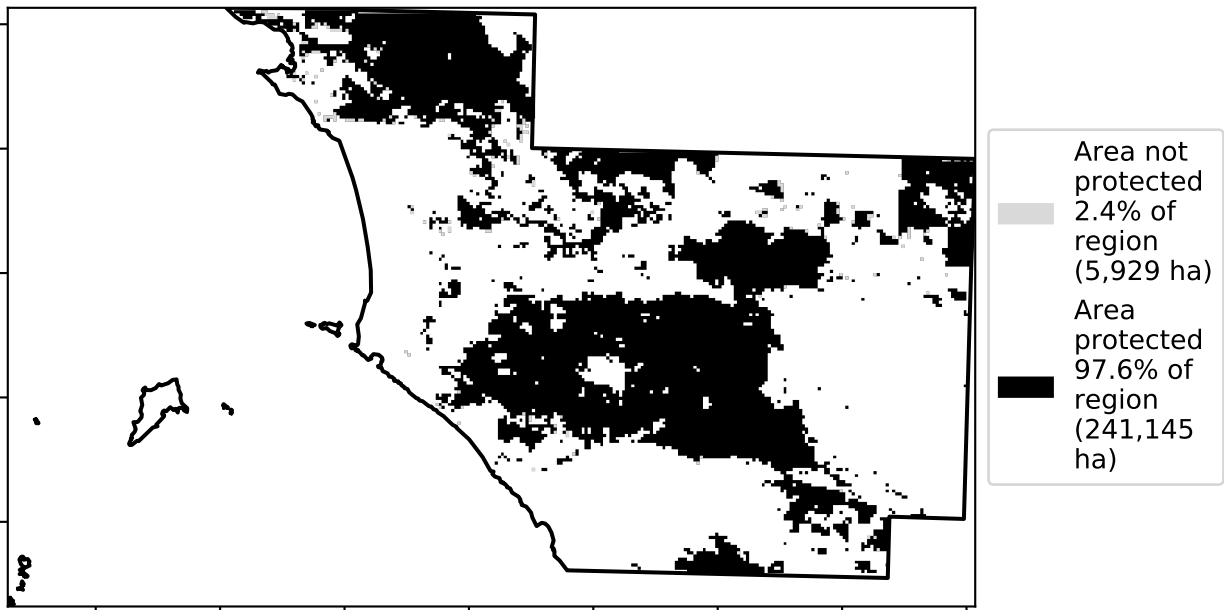 Area not
protected
2.4% of
region
(5,929 ha)
Area
protected
97.6% of
region
(241,145
ha)